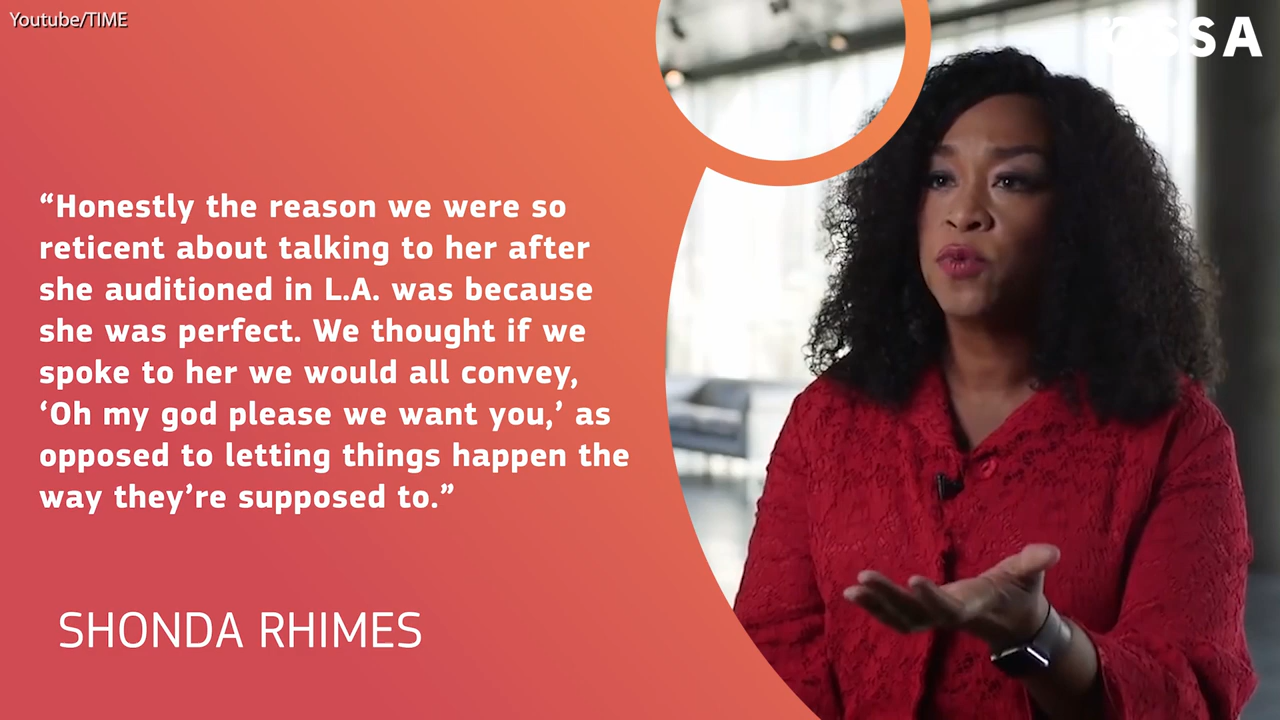 Youtube/TIME
OSSA
“Honestly the reason we were so
reticent about talking to her after
she auditioned in L.A. was because
she was perfect. We thought if we
spoke to her we would all convey,
‘Oh my god please we want you,’ as
opposed to letting things happen the
way they’re supposed to.”
SHONDA RHIMES